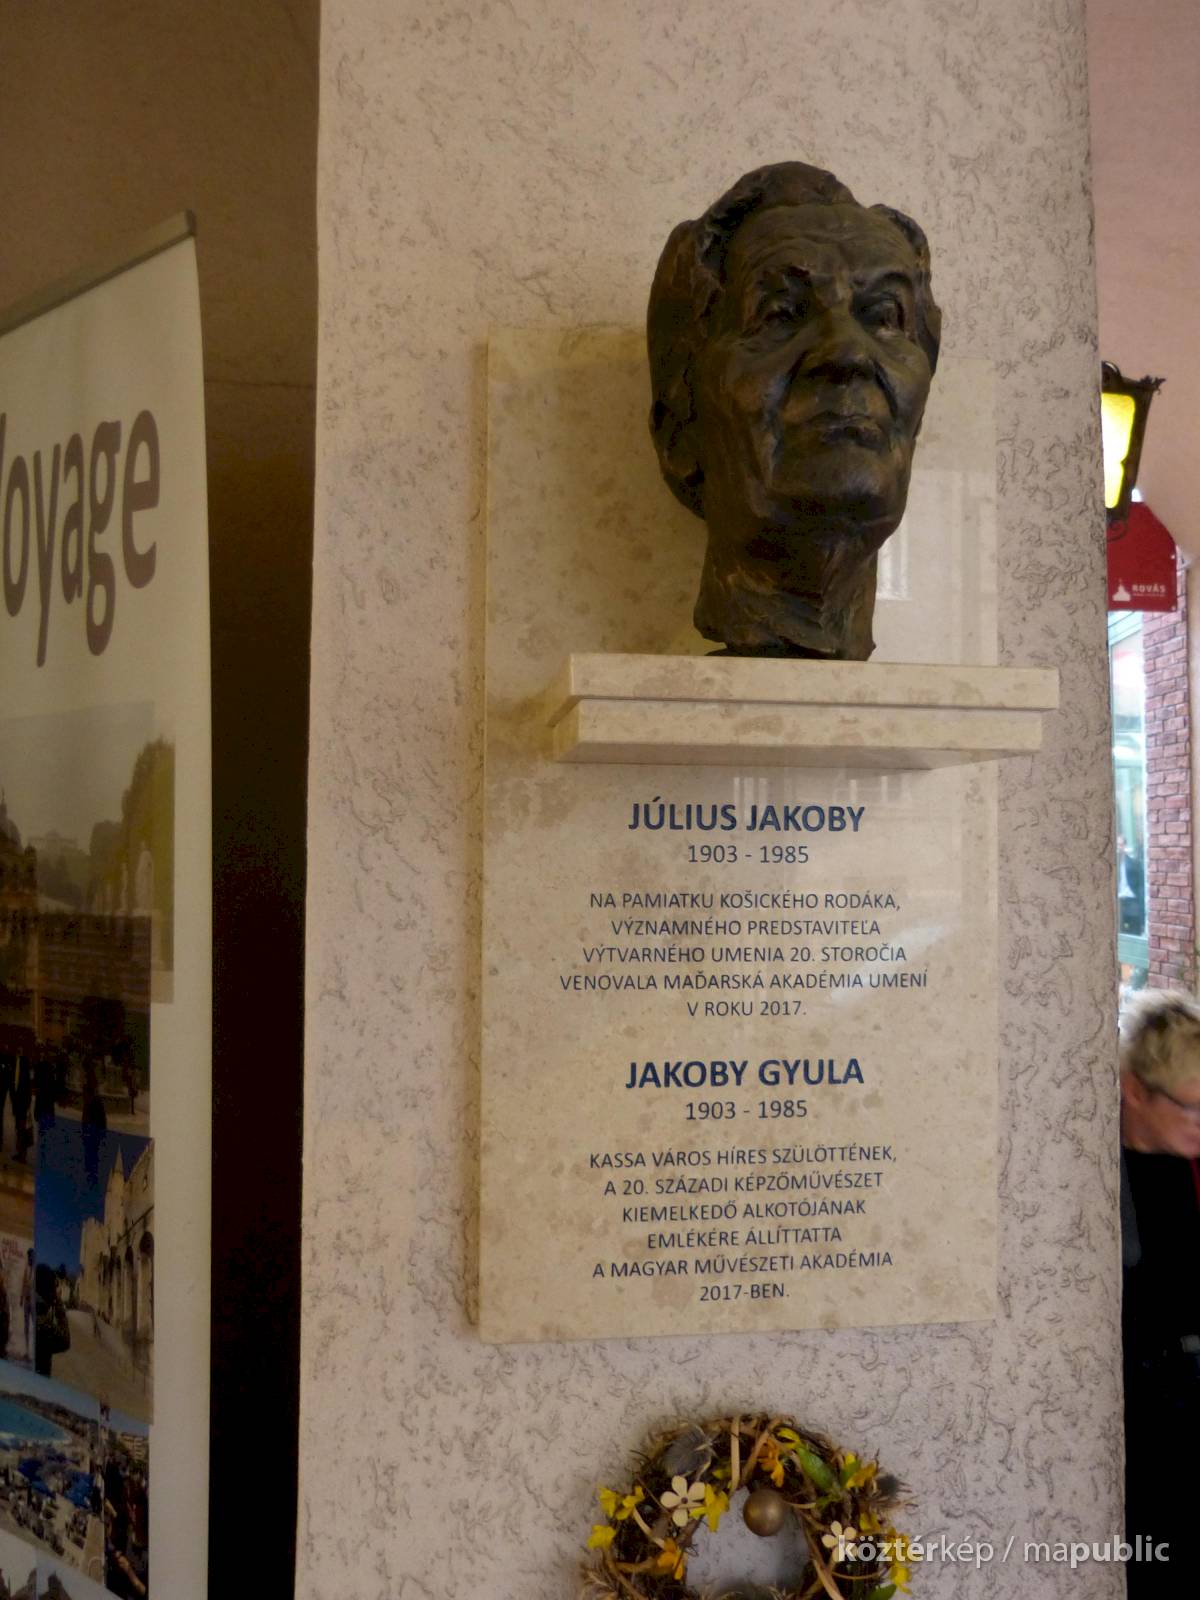 Voyage
ROVÁS
JÚLIUS JAKOBY
1903 - 1985
NA PAMIATKU KOŠICKÉHO RODÁKA,
VÝZNAMNÉHO PREDSTAVITEĽA
VÝTVARNÉHO UMENIA 20. STOROČIA
VENOVALA MAĎARSKÁ AKADÉMIA UMENÍ
V ROKU 2017.
JAKOBY GYULA
1903 - 1985
KASSA VÁROS HÍRES SZÜLÖTTÉNEK,
A 20. SZÁZADI KÉPZŐMŰVÉSZET
KIEMELKEDŐ ALKOTÓJÁNAK
EMLÉKÉRE ÁLLÍTTATTA
A MAGYAR MŰVÉSZETI AKADÉMIA
2017-BEN.
köztérkép / mapublic